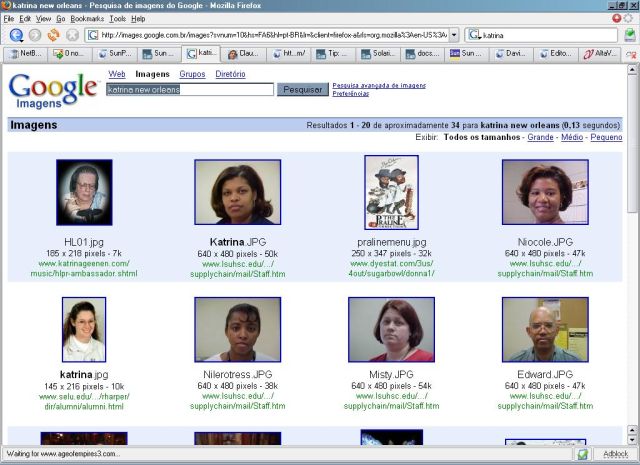 katrina new orleans - Pesquisa de imagens do Google - Mozilla Firefox
File Edit View Go Bookmarks Tools Help
http://images.google.com.br/images?svnum=10&hs=FA6&hl=pt-BR&lr=&client=firefox-a&rls=org.mozilla%3Aen-US%3A katrina
NetB... O no... SunP... Sun ... katri... Clau... htt...m/ Tip: ... Solari... docs.... Sun ... Davi... Edito... AltaV
Web Imagens Grupos Diretório
Google
Imagens
katrina new orleans Pesquisar Pesquisa avançada de imagens
Preferências
Imagens Resultados 1 - 20 de aproximadamente 34 para katrina new orleans (0,13 segundos)
Exibir: Todos os tamanhos - Grande - Médio - Pequeno
THE PRALINE
HL01.jpg Katrina.JPG pralinemenu.jpg Niocole.JPG
185 x 218 pixels - 7k 640 x 480 pixels - 50k 250 x 347 pixels - 32k 640 x 480 pixels - 47k
www.katrinageenen.com/ www.lsuhsc.edu/.../ www.dyestat.com/3us/ www.lsuhsc.edu/.../
music/hlpr-ambassador.shtml supplychain/mail/Staff.htm 4out/sugarbowl/donna1/ supplychain/mail/Staff.htm
katrina.jpg Nilerotress.JPG Misty.JPG Edward.JPG
145 x 216 pixels - 10k 640 x 480 pixels - 38k 640 x 480 pixels - 54k 640 x 480 pixels - 47k
www.selu.edu/.../rharper/ www.lsuhsc.edu/.../ www.lsuhsc.edu/.../ www.lsuhsc.edu/.../
dir/alumni/alumni.html supplychain/mail/Staff.htm supplychain/mail/Staff.htm supplychain/mail/Staff.htm
Waiting for www.ageofempires3.com... Adblock